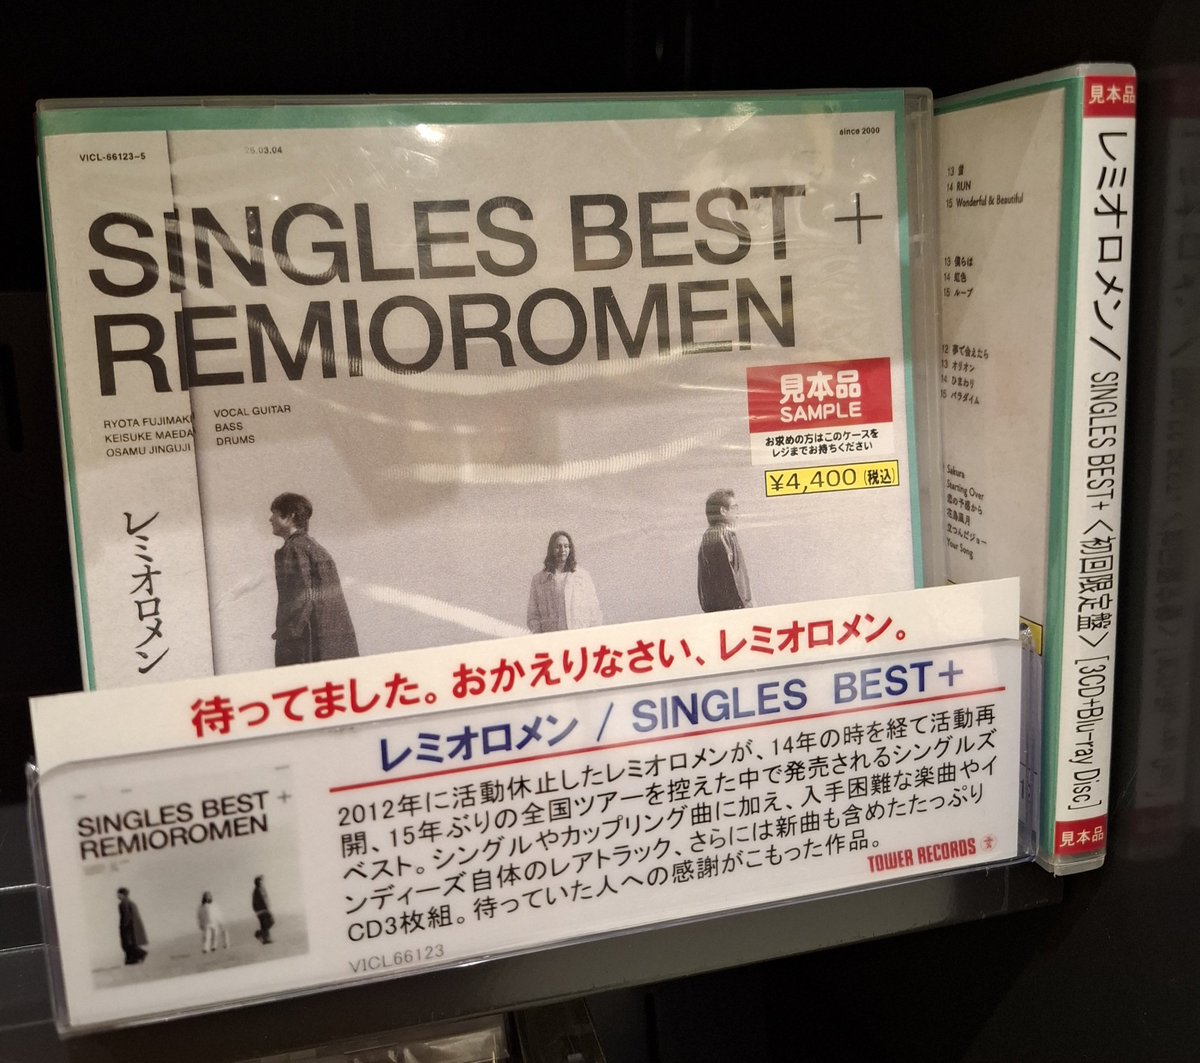 VICL-66123~5
26.03.04
since 2000
SINGLES BEST +
REMIOROMEN
RYOTA FUJIMAKI
VOCAL GUITAR
KEISUKE MAEDA
BASS
OSAMU JINGUJI
DRUMS
レミオロメン
見本品
SAMPLE
お求めの方はこのケースを
レジまでお持ちください
¥4,400(税込)
13
14 RUN
15 Wonderful & Beautiful
13 僕らは
14 虹色
15 ループ
12 夢で会えたら
13 オリオン
14 ひまわり
15 パラダイム
Sakura
Starting Over
恋の予感から
花鳥風月
立つんだジョー
Your Song
見本品
レミオロメン / SINGLES BEST+ <初回限定盤> [3CD+Blu-ray Disc]
見本品
待ってました。おかえりなさい、レミオロメン。
レミオロメン / SINGLES BEST+
2012年に活動休止したレミオロメンが、14年の時を経て活動再
開、15年ぶりの全国ツアーを控えた中で発売されるシングルズ
ベスト。シングルやカップリング曲に加え、入手困難な楽曲やイ
ンディーズ自体のレアトラック、さらには新曲も含めたたっぷり
CD3枚組。待っていた人への感謝がこもった作品。
TOWER RECORDS
VICL66123
SINGLES BEST +
REMIOROMEN